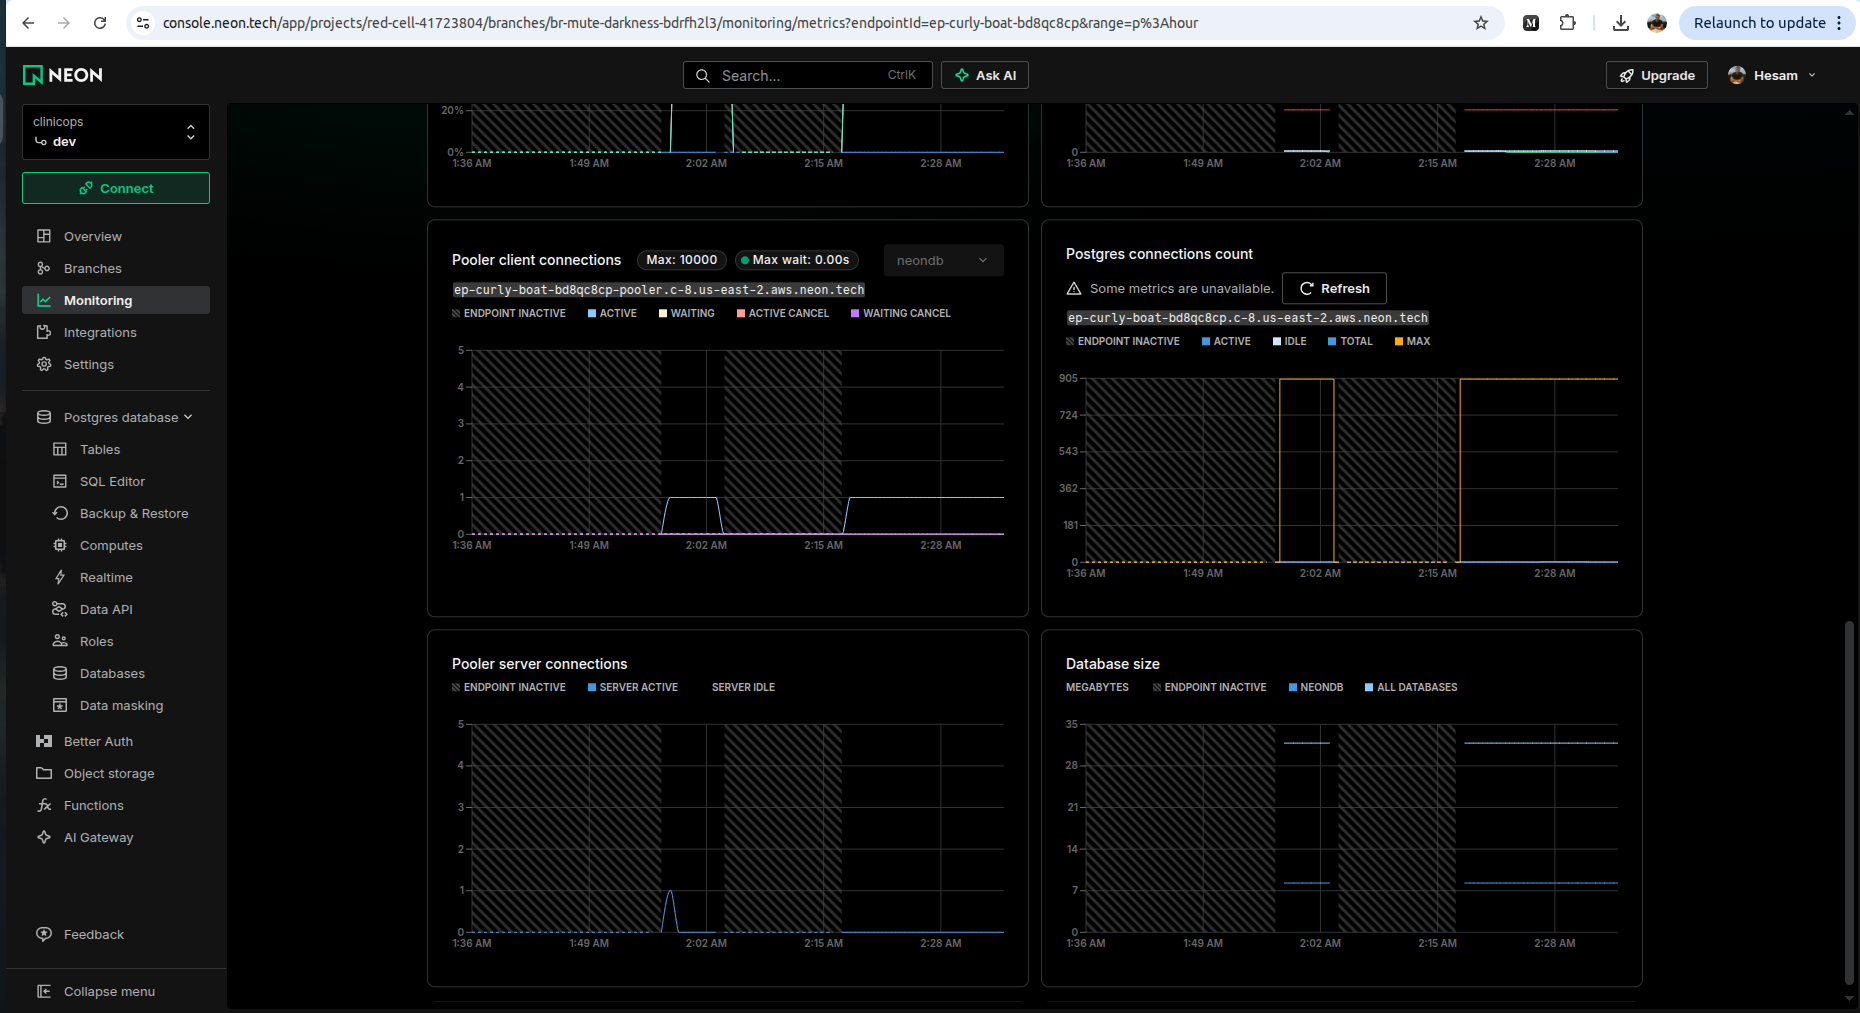 console.neon.tech/app/projects/red-cell-41723804/branches/br-mute-darkness-bdrfh2l3/monitoring/metrics?endpointId=ep-curly-boat-bd8qc8cp&range=p%3Ahour
M
Relaunch to update
NEON
Search...
CtrlK
Ask AI
Upgrade
Hesam
clinicops
dev
Connect
Overview
Branches
Monitoring
Integrations
Settings
Postgres database
Tables
SQL Editor
Backup & Restore
Computes
Realtime
Data API
Roles
Databases
Data masking
Better Auth
Object storage
Functions
AI Gateway
Feedback
Collapse menu
20%
0%
1:36 AM 1:49 AM 2:02 AM 2:15 AM 2:28 AM
0
1:36 AM 1:49 AM 2:02 AM 2:15 AM 2:28 AM
Pooler client connections Max: 10000 Max wait: 0.00s neondb
ep-curly-boat-bd8qc8cp-pooler.c-8.us-east-2.aws.neon.tech
ENDPOINT INACTIVE ACTIVE WAITING ACTIVE CANCEL WAITING CANCEL
5
4
3
2
1
0
1:36 AM 1:49 AM 2:02 AM 2:15 AM 2:28 AM
Postgres connections count
Some metrics are unavailable. Refresh
ep-curly-boat-bd8qc8cp.c-8.us-east-2.aws.neon.tech
ENDPOINT INACTIVE ACTIVE IDLE TOTAL MAX
905
724
543
362
181
0
1:36 AM 1:49 AM 2:02 AM 2:15 AM 2:28 AM
Pooler server connections
ENDPOINT INACTIVE SERVER ACTIVE SERVER IDLE
5
4
3
2
1
0
1:36 AM 1:49 AM 2:02 AM 2:15 AM 2:28 AM
Database size
MEGABYTES ENDPOINT INACTIVE NEONDB ALL DATABASES
35
28
21
14
7
0
1:36 AM 1:49 AM 2:02 AM 2:15 AM 2:28 AM